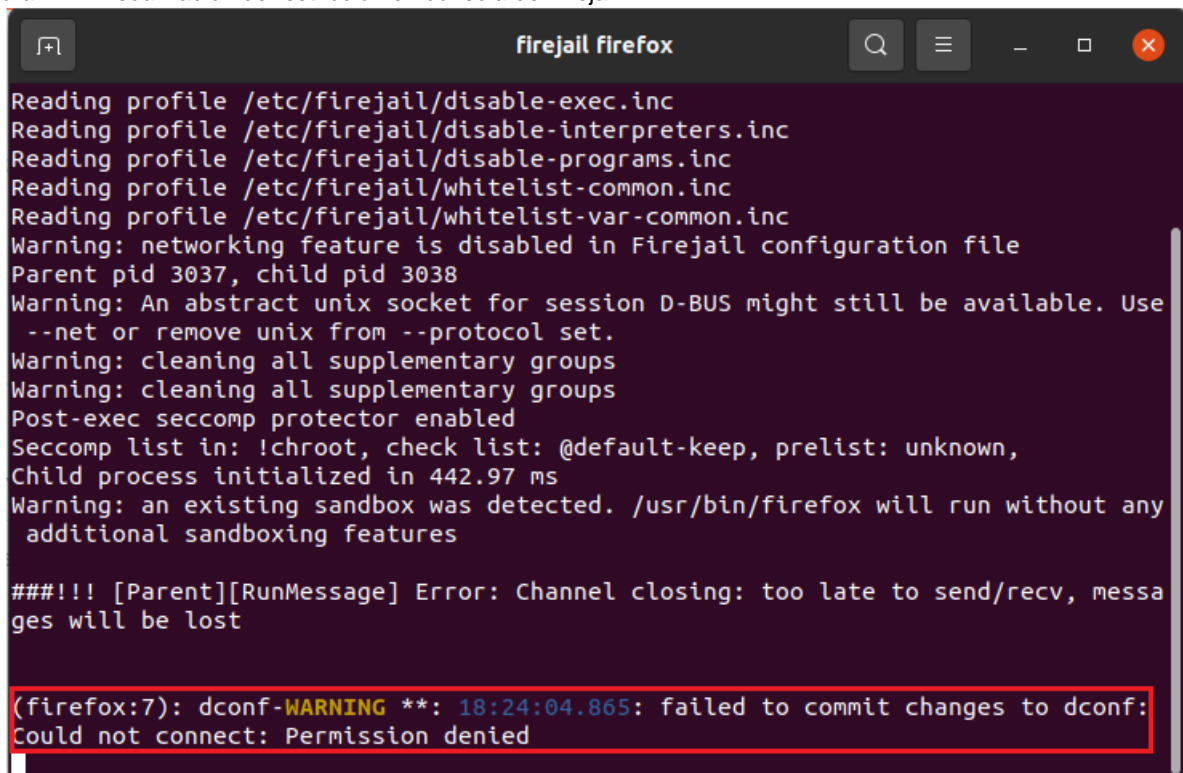 firejail firefox
Reading profile /etc/firejail/disable-exec.inc
Reading profile /etc/firejail/disable-interpreters.inc
Reading profile /etc/firejail/disable-programs.inc
Reading profile /etc/firejail/whitelist-common.inc
Reading profile /etc/firejail/whitelist-var-common.inc
Warning: networking feature is disabled in Firejail configuration file
Parent pid 3037, child pid 3038
Warning: An abstract unix socket for session D-BUS might still be available. Use
 --net or remove unix from --protocol set.
Warning: cleaning all supplementary groups
Warning: cleaning all supplementary groups
Post-exec seccomp protector enabled
Seccomp list in: !chroot, check list: @default-keep, prelist: unknown,
Child process initialized in 442.97 ms
Warning: an existing sandbox was detected. /usr/bin/firefox will run without any
 additional sandboxing features
###!!! [Parent][RunMessage] Error: Channel closing: too late to send/recv, messa
ges will be lost
(firefox:7): dconf-WARNING **: 18:24:04.865: failed to commit changes to dconf:
Could not connect: Permission denied